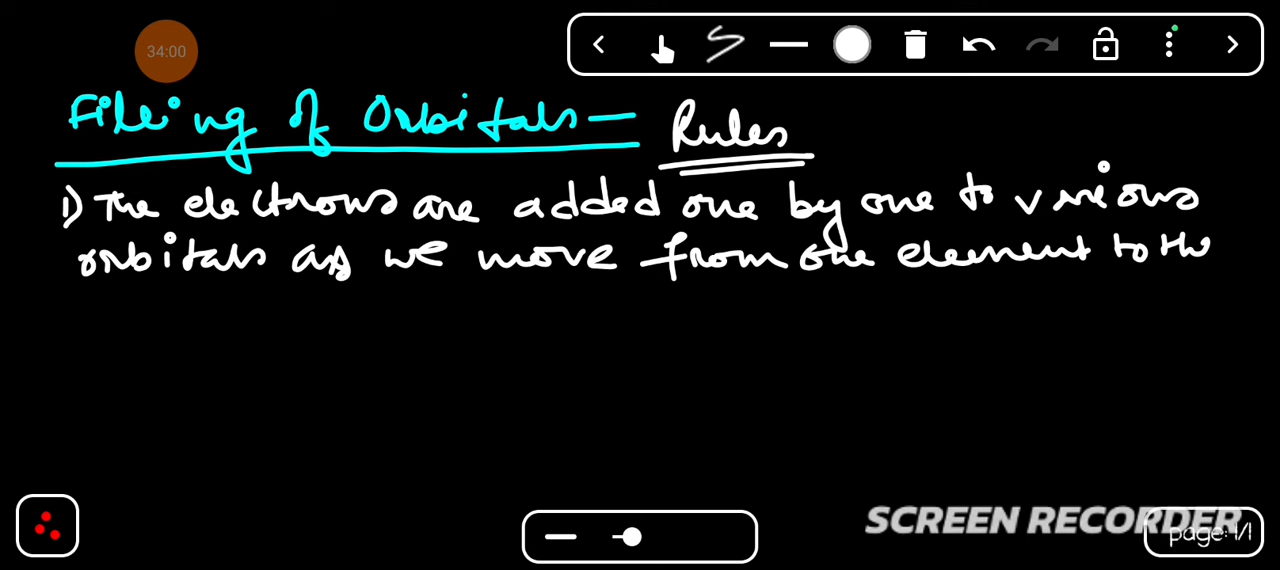 34:00
Filling of Orbitals — Rules
1) The electrons are added one by one to various
orbitals as we move from one element to the
SCREEN RECORDER
page:1/1